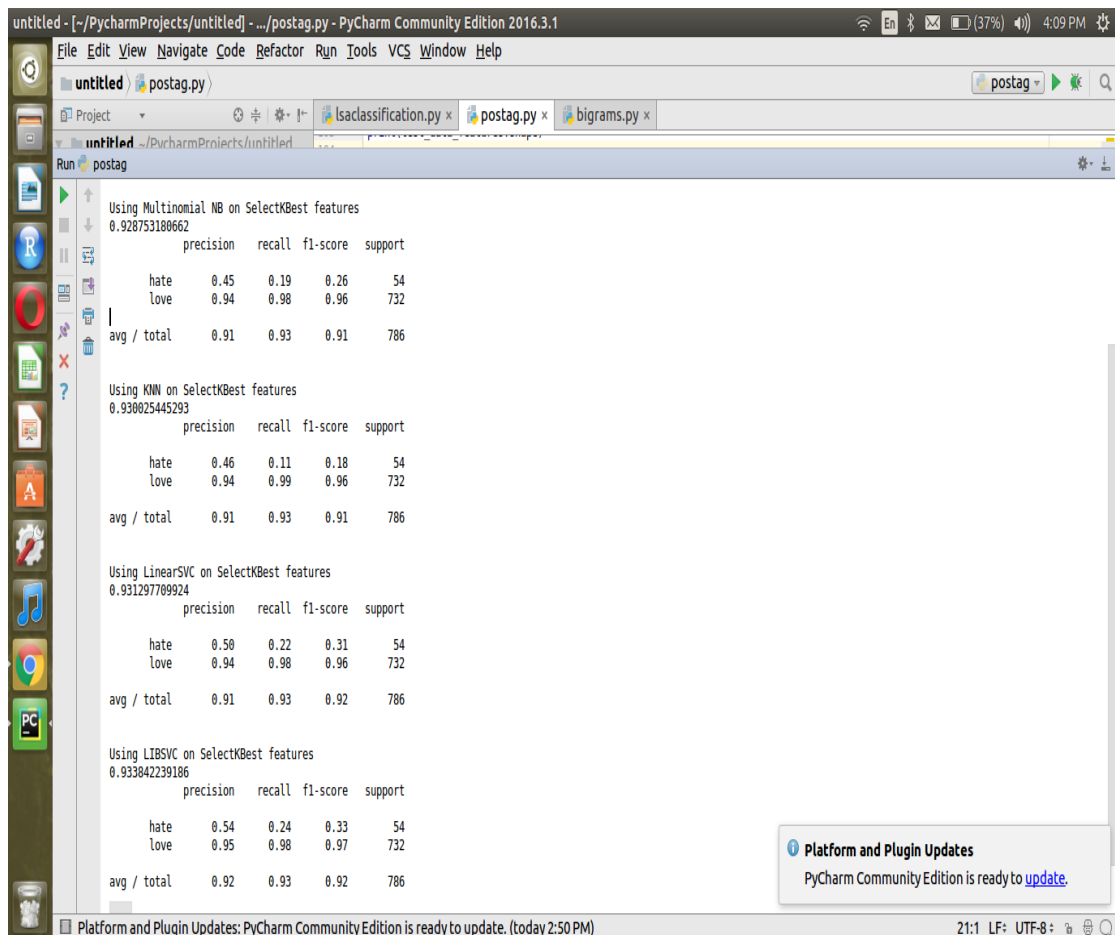 untitled - [~/PycharmProjects/untitled] - .../postag.py - PyCharm Community Edition 2016.3.1 En (37%) 4:09 PM
File Edit View Navigate Code Refactor Run Tools VCS Window Help
untitled postag.py postag
Project lsaclassification.py × postag.py × bigrams.py ×
untitled ~/PycharmProjects/untitled
Run postag
Using Multinomial NB on SelectKBest features
0.928753180662
precision recall f1-score support
hate 0.45 0.19 0.26 54
love 0.94 0.98 0.96 732
avg / total 0.91 0.93 0.91 786
Using KNN on SelectKBest features
0.930025445293
precision recall f1-score support
hate 0.46 0.11 0.18 54
love 0.94 0.99 0.96 732
avg / total 0.91 0.93 0.91 786
Using LinearSVC on SelectKBest features
0.931297709924
precision recall f1-score support
hate 0.50 0.22 0.31 54
love 0.94 0.98 0.96 732
avg / total 0.91 0.93 0.92 786
Using LIBSVC on SelectKBest features
0.933842239186
precision recall f1-score support
hate 0.54 0.24 0.33 54
love 0.95 0.98 0.97 732
avg / total 0.92 0.93 0.92 786
Platform and Plugin Updates
PyCharm Community Edition is ready to update.
Platform and Plugin Updates: PyCharm Community Edition is ready to update. (today 2:50 PM) 21:1 LF UTF-8